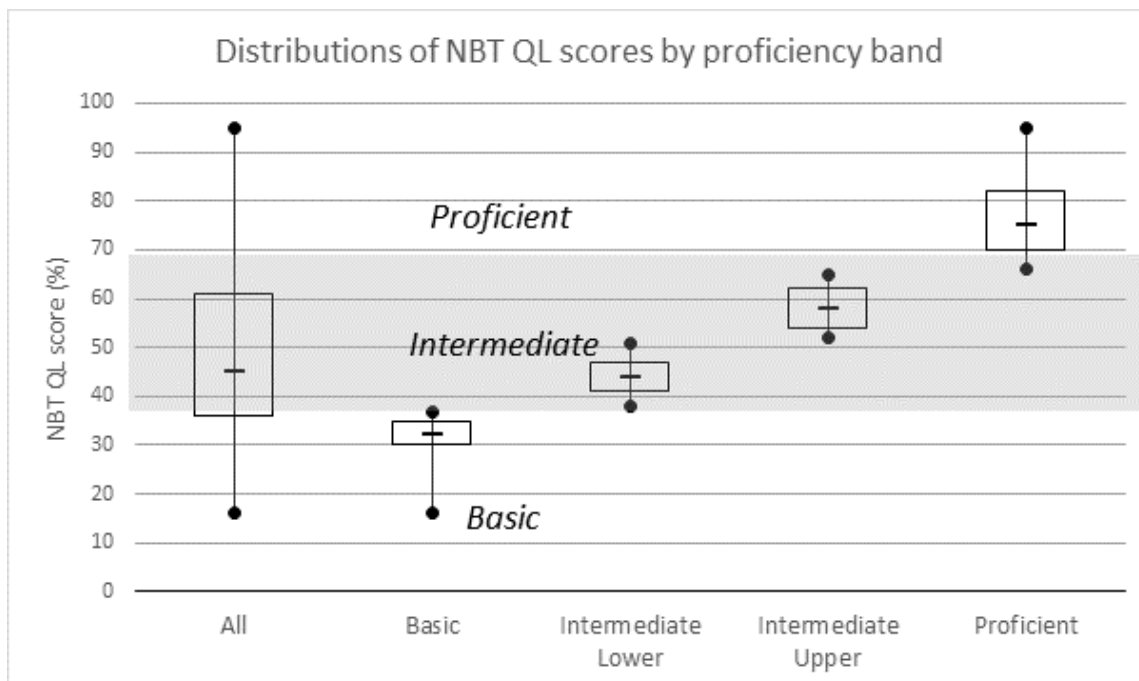 Distributions of NBT QL scores by proficiency band
NBT QL score (%)
100
90
80
70
60
50
40
30
20
10
0
Proficient
Intermediate
Basic
All
Basic
Intermediate
Lower
Intermediate
Upper
Proficient